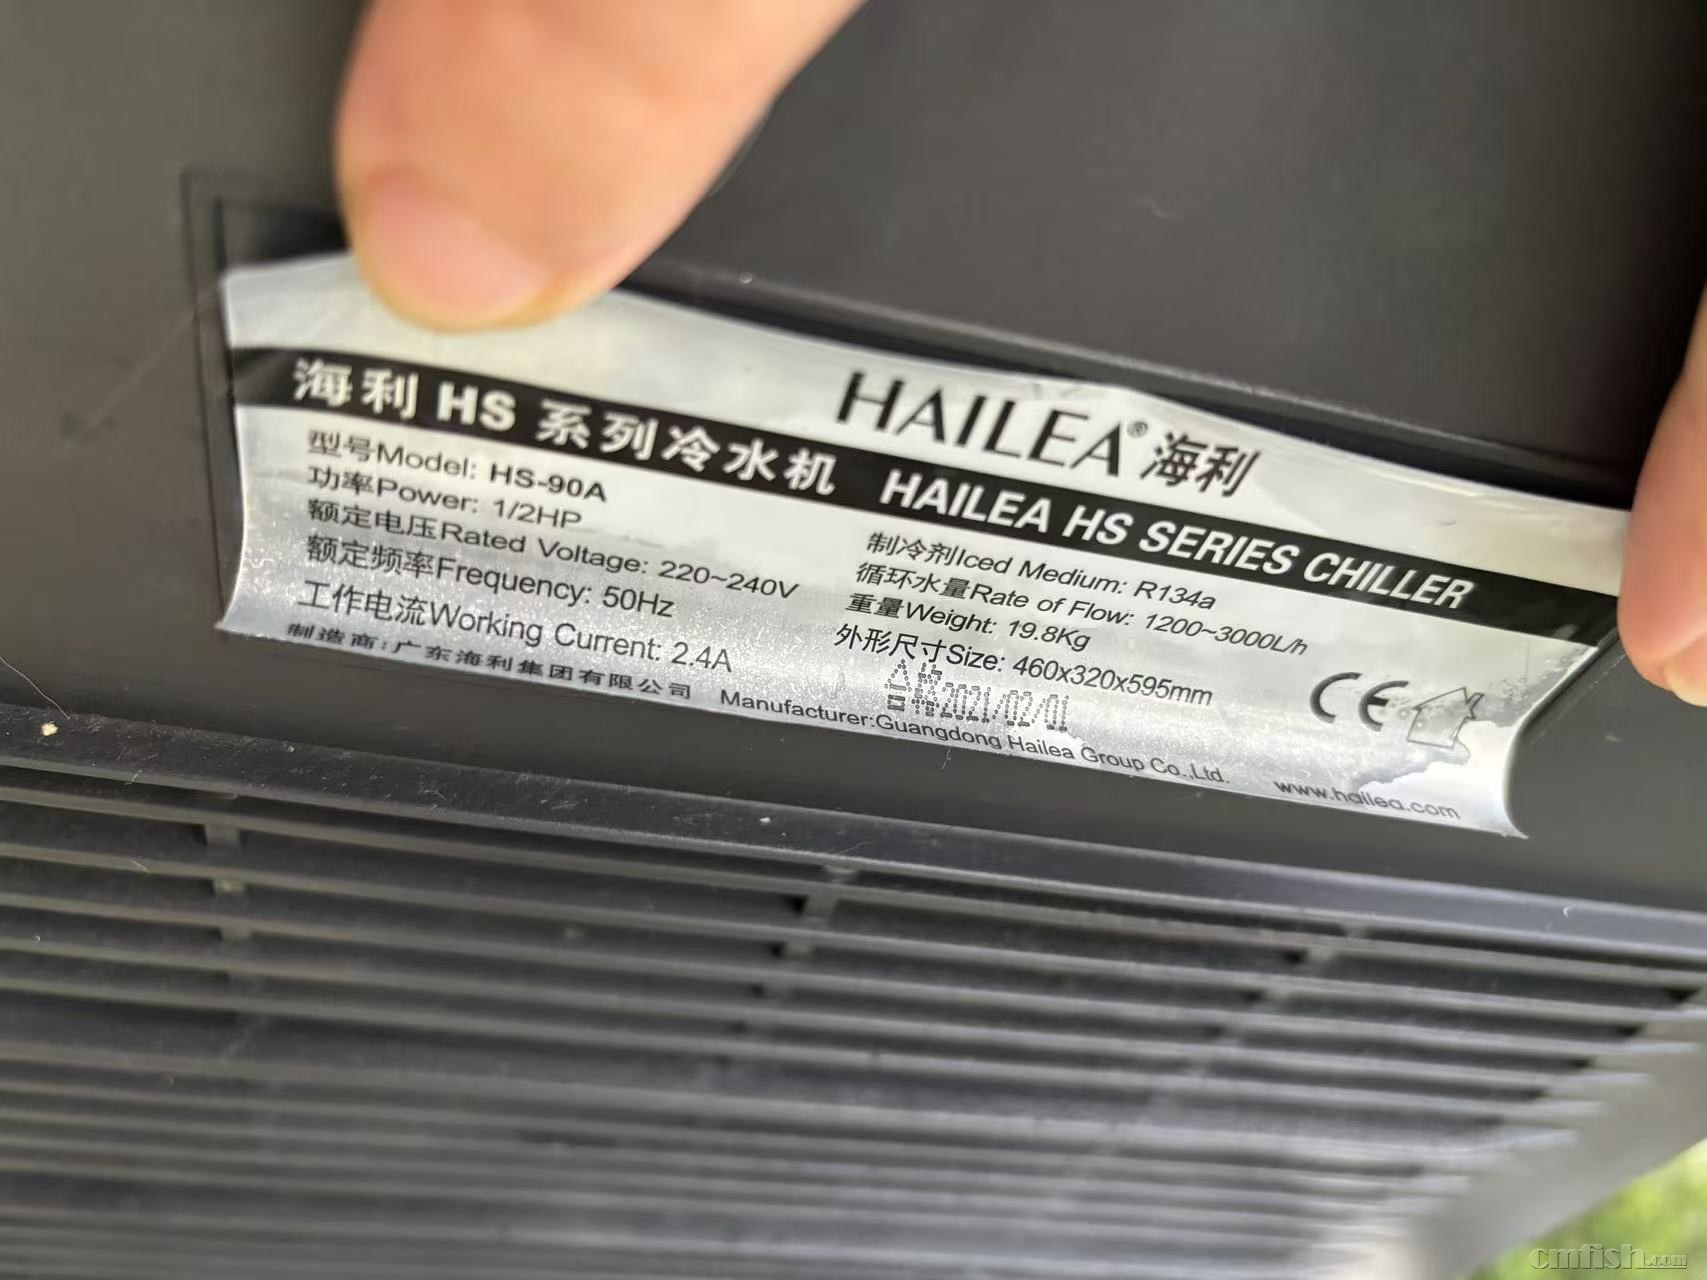 HAILEA® 海利
海利 HS 系列冷水机 HAILEA HS SERIES CHILLER
型号Model: HS-90A
功率Power: 1/2HP
额定电压Rated Voltage: 220~240V
额定频率Frequency: 50Hz
工作电流Working Current: 2.4A
制冷剂Iced Medium: R134a
循环水量Rate of Flow: 1200~3000L/h
重量Weight: 19.8Kg
外形尺寸Size: 460x320x595mm
合格2021/02/01
CE
制造商:广东海利集团有限公司 Manufacturer:Guangdong Hailea Group Co.,Ltd.
www.hailea.com
cmfish.com